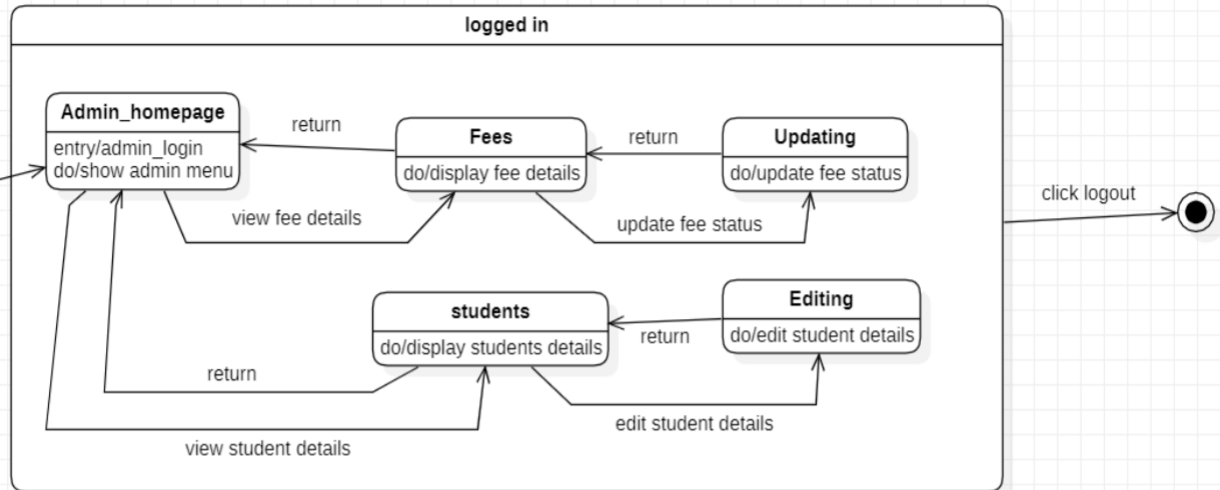 logged in
Admin_homepage
entry/admin_login
do/show admin menu
return
Fees
do/display fee details
return
Updating
do/update fee status
click logout
view fee details
update fee status
students
do/display students details
return
Editing
do/edit student details
return
edit student details
view student details